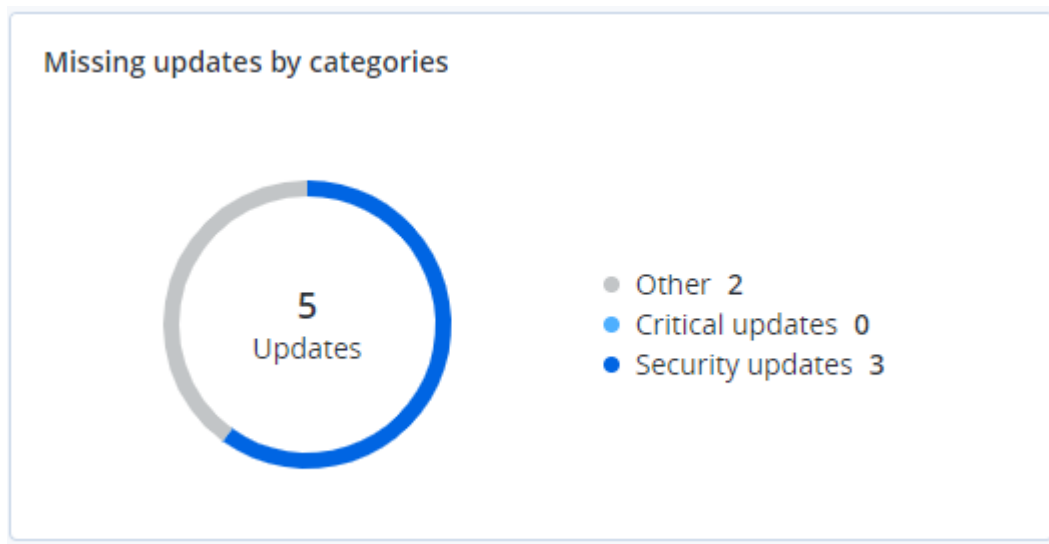 Missing updates by categories
5
Updates
Other 2
Critical updates 0
Security updates 3